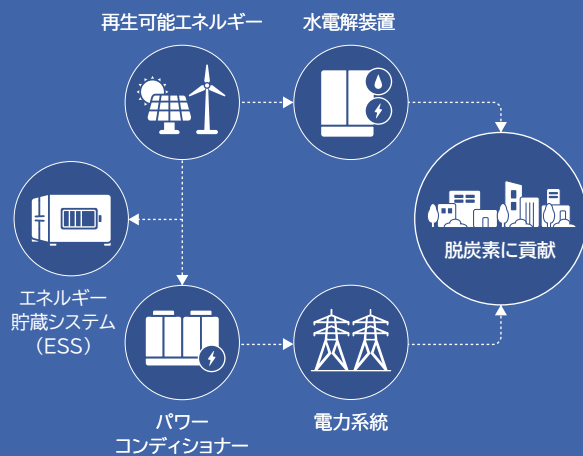 再生可能エネルギー
水電解装置
脱炭素に貢献
エネルギー
貯蔵システム
（ESS）
パワー
コンディショナー
電力系統